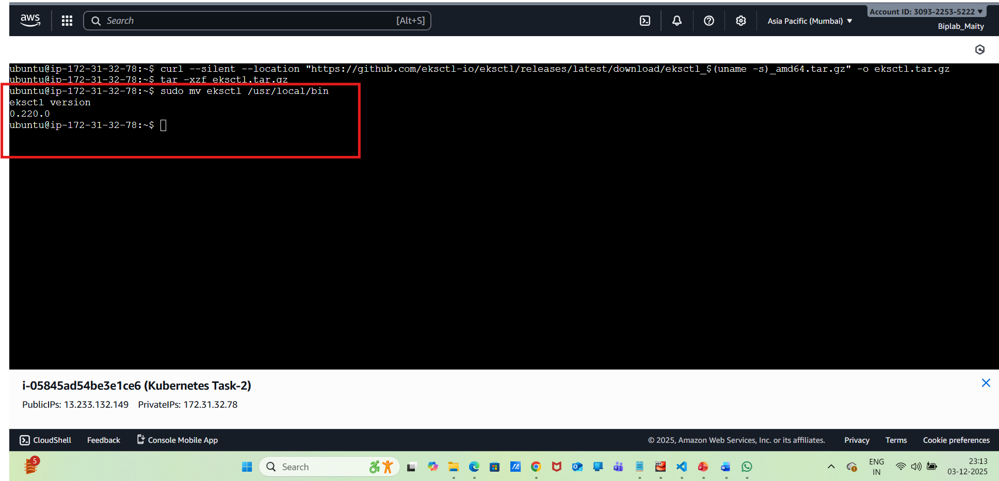 aws
Search
[Alt+S]
Asia Pacific (Mumbai) ▼
Account ID: 3093-2253-5222 ▼
Biplab_Maity
ubuntu@ip-172-31-32-78:~$ curl --silent --location "https://github.com/eksctl-io/eksctl/releases/latest/download/eksctl_$(uname -s)_amd64.tar.gz" -o eksctl.tar.gz
ubuntu@ip-172-31-32-78:~$ tar -xzf eksctl.tar.gz
ubuntu@ip-172-31-32-78:~$ sudo mv eksctl /usr/local/bin
eksctl version
0.220.0
ubuntu@ip-172-31-32-78:~$
i-05845ad54be3e1ce6 (Kubernetes Task-2)
PublicIPs: 13.233.132.149 PrivateIPs: 172.31.32.78
CloudShell Feedback Console Mobile App © 2025, Amazon Web Services, Inc. or its affiliates. Privacy Terms Cookie preferences
5
Search
ENG
IN
23:13
03-12-2025